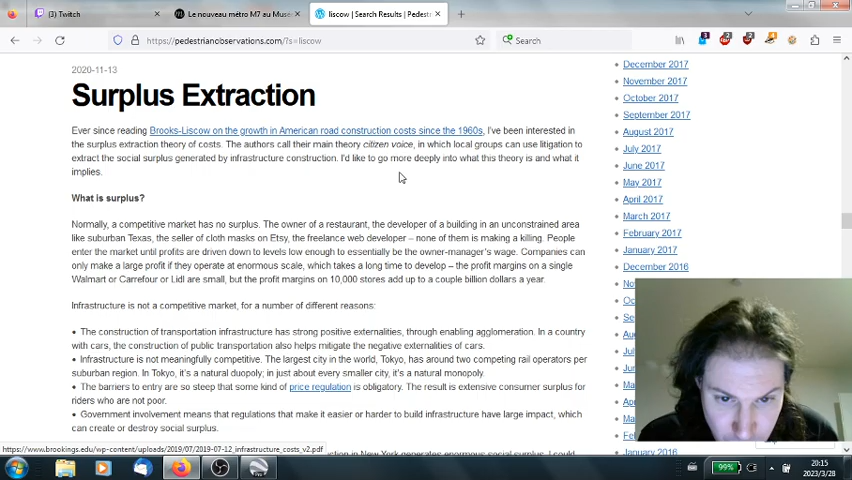 (3) Twitch
Le nouveau métro M7 au Musé
liscow | Search Results | Pedestr
https://pedestrianobservations.com/?s=liscow
Search
2020-11-13
Surplus Extraction
Ever since reading Brooks-Liscow on the growth in American road construction costs since the 1960s, I've been interested in
the surplus extraction theory of costs. The authors call their main theory citizen voice, in which local groups can use litigation to
extract the social surplus generated by infrastructure construction. I'd like to go more deeply into what this theory is and what it
implies.
What is surplus?
Normally, a competitive market has no surplus. The owner of a restaurant, the developer of a building in an unconstrained area
like suburban Texas, the seller of cloth masks on Etsy, the freelance web developer – none of them is making a killing. People
enter the market until profits are driven down to levels low enough to essentially be the owner-manager's wage. Companies can
only make a large profit if they operate at enormous scale, which takes a long time to develop – the profit margins on a single
Walmart or Carrefour or Lidl are small, but the profit margins on 10,000 stores add up to a couple billion dollars a year.
Infrastructure is not a competitive market, for a number of different reasons:
• The construction of transportation infrastructure has strong positive externalities, through enabling agglomeration. In a country
with cars, the construction of public transportation also helps mitigate the negative externalities of cars.
• Infrastructure is not meaningfully competitive. The largest city in the world, Tokyo, has around two competing rail operators per
suburban region. In Tokyo, it's a natural duopoly; in just about every smaller city, it's a natural monopoly.
• The barriers to entry are so steep that some kind of price regulation is obligatory. The result is extensive consumer surplus for
riders who are not poor.
• Government involvement means that regulations that make it easier or harder to build infrastructure have large impact, which
can create or destroy social surplus.
https://www.brookings.edu/wp-content/uploads/2019/07/2019-07-12_infrastructure_costs_v2.pdf
December 2017
November 2017
October 2017
September 2017
August 2017
July 2017
June 2017
May 2017
April 2017
March 2017
February 2017
January 2017
December 2016
99%
20:15
2023/3/28